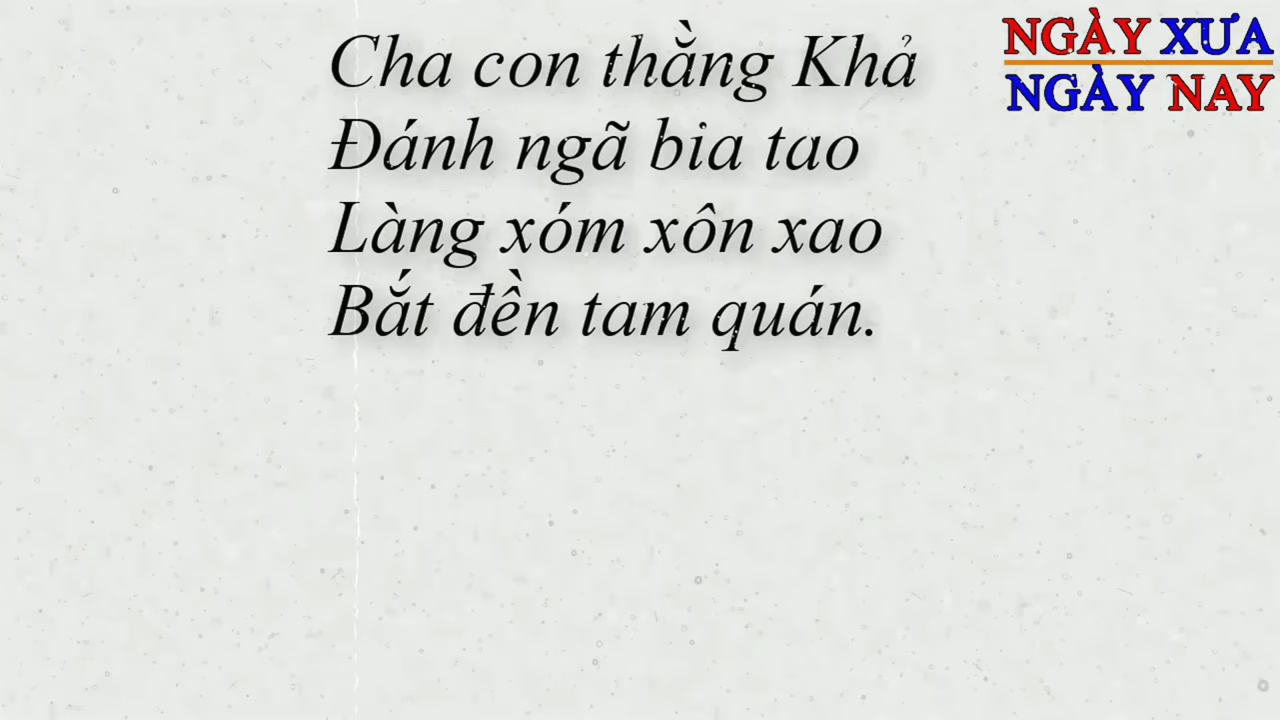 Cha con thằng Khả
Đánh ngã bia tao
Làng xóm xôn xao
Bắt đền tam quán.
NGÀY XƯA
NGÀY NAY